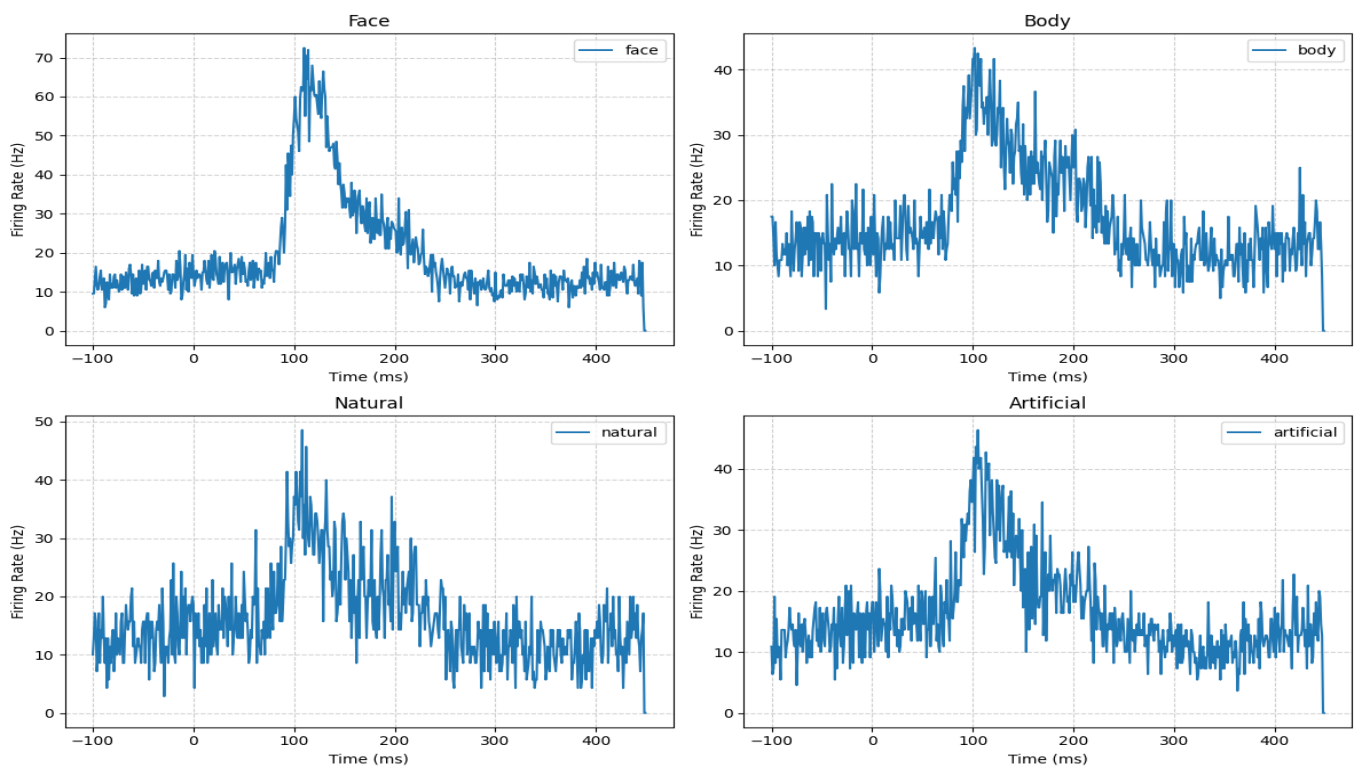 Face
face
70
60
50
40
30
20
10
0
Firing Rate (Hz)
−100 0 100 200 300 400
Time (ms)
Body
body
40
30
20
10
0
Firing Rate (Hz)
−100 0 100 200 300 400
Time (ms)
Natural
natural
50
40
30
20
10
0
Firing Rate (Hz)
−100 0 100 200 300 400
Time (ms)
Artificial
artificial
40
30
20
10
0
Firing Rate (Hz)
−100 0 100 200 300 400
Time (ms)